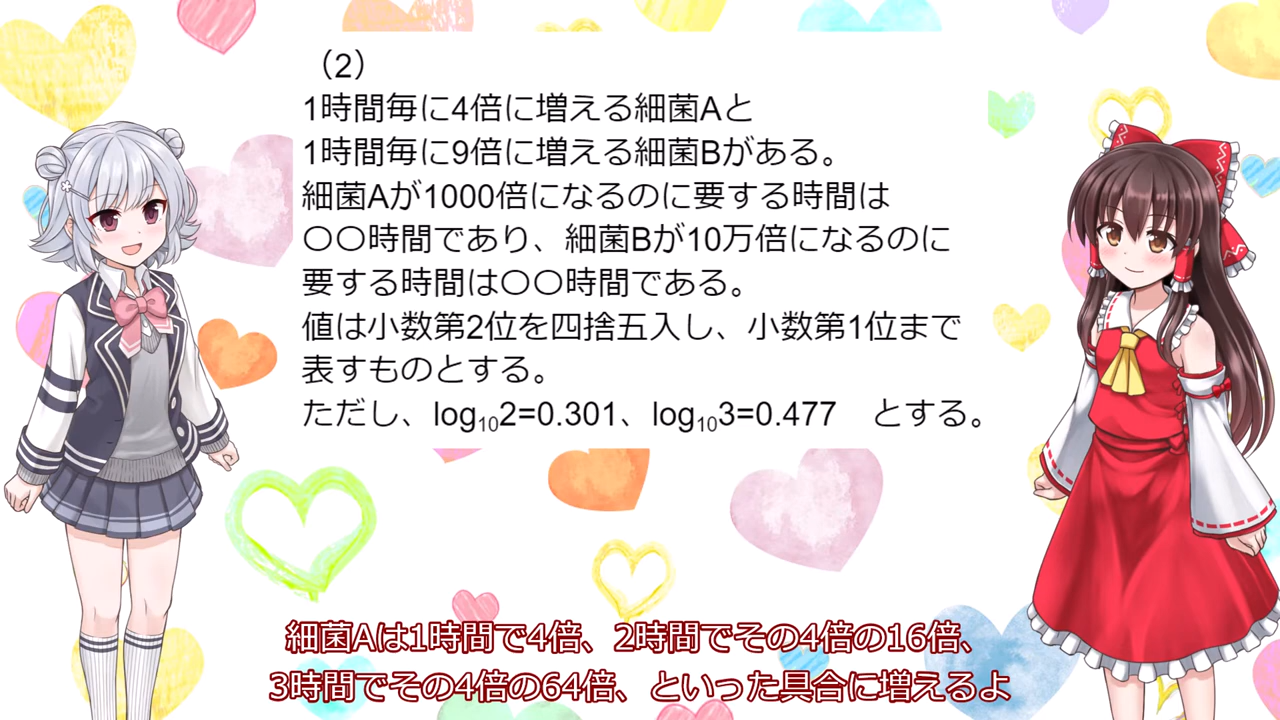 （2）
1時間毎に4倍に増える細菌Aと
1時間毎に9倍に増える細菌Bがある。
細菌Aが1000倍になるのに要する時間は
〇〇時間であり、細菌Bが10万倍になるのに
要する時間は〇〇時間である。
値は小数第2位を四捨五入し、小数第1位まで
表すものとする。
ただし、log₁₀2=0.301、log₁₀3=0.477　とする。
細菌Aは1時間で4倍、2時間でその4倍の16倍、
3時間でその4倍の64倍、といった具合に増えるよ